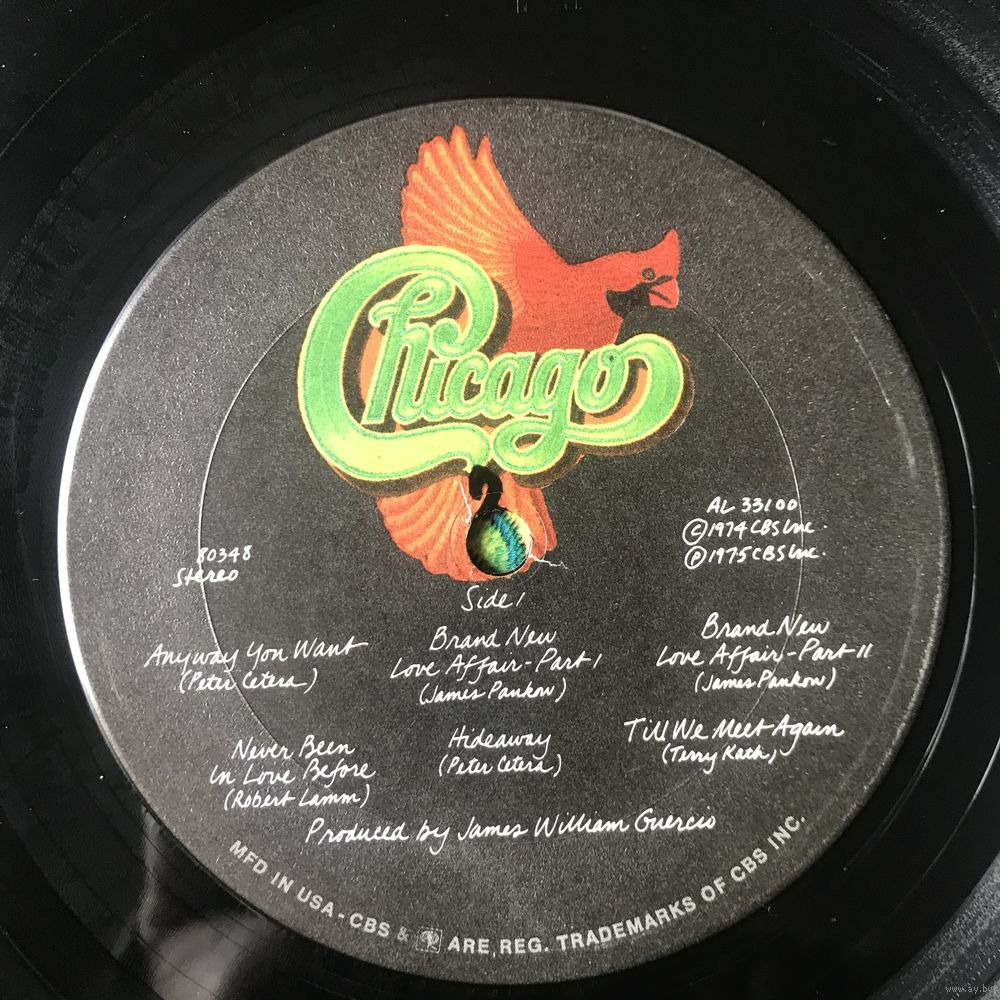 Chicago
AL 33100
©1974 CBS Inc.
℗1975 CBS Inc.
80348
Stereo
Side 1
Anyway You Want
(Peter Cetera)
Brand New
Love Affair-Part I
(James Pankow)
Brand New
Love Affair-Part II
(James Pankow)
Never Been
In Love Before
(Robert Lamm)
Hideaway
(Peter Cetera)
Till We Meet Again
(Terry Kath)
Produced by James William Guercio
MFD IN USA-CBS & ARE REG. TRADEMARKS OF CBS INC.
www.ay.by